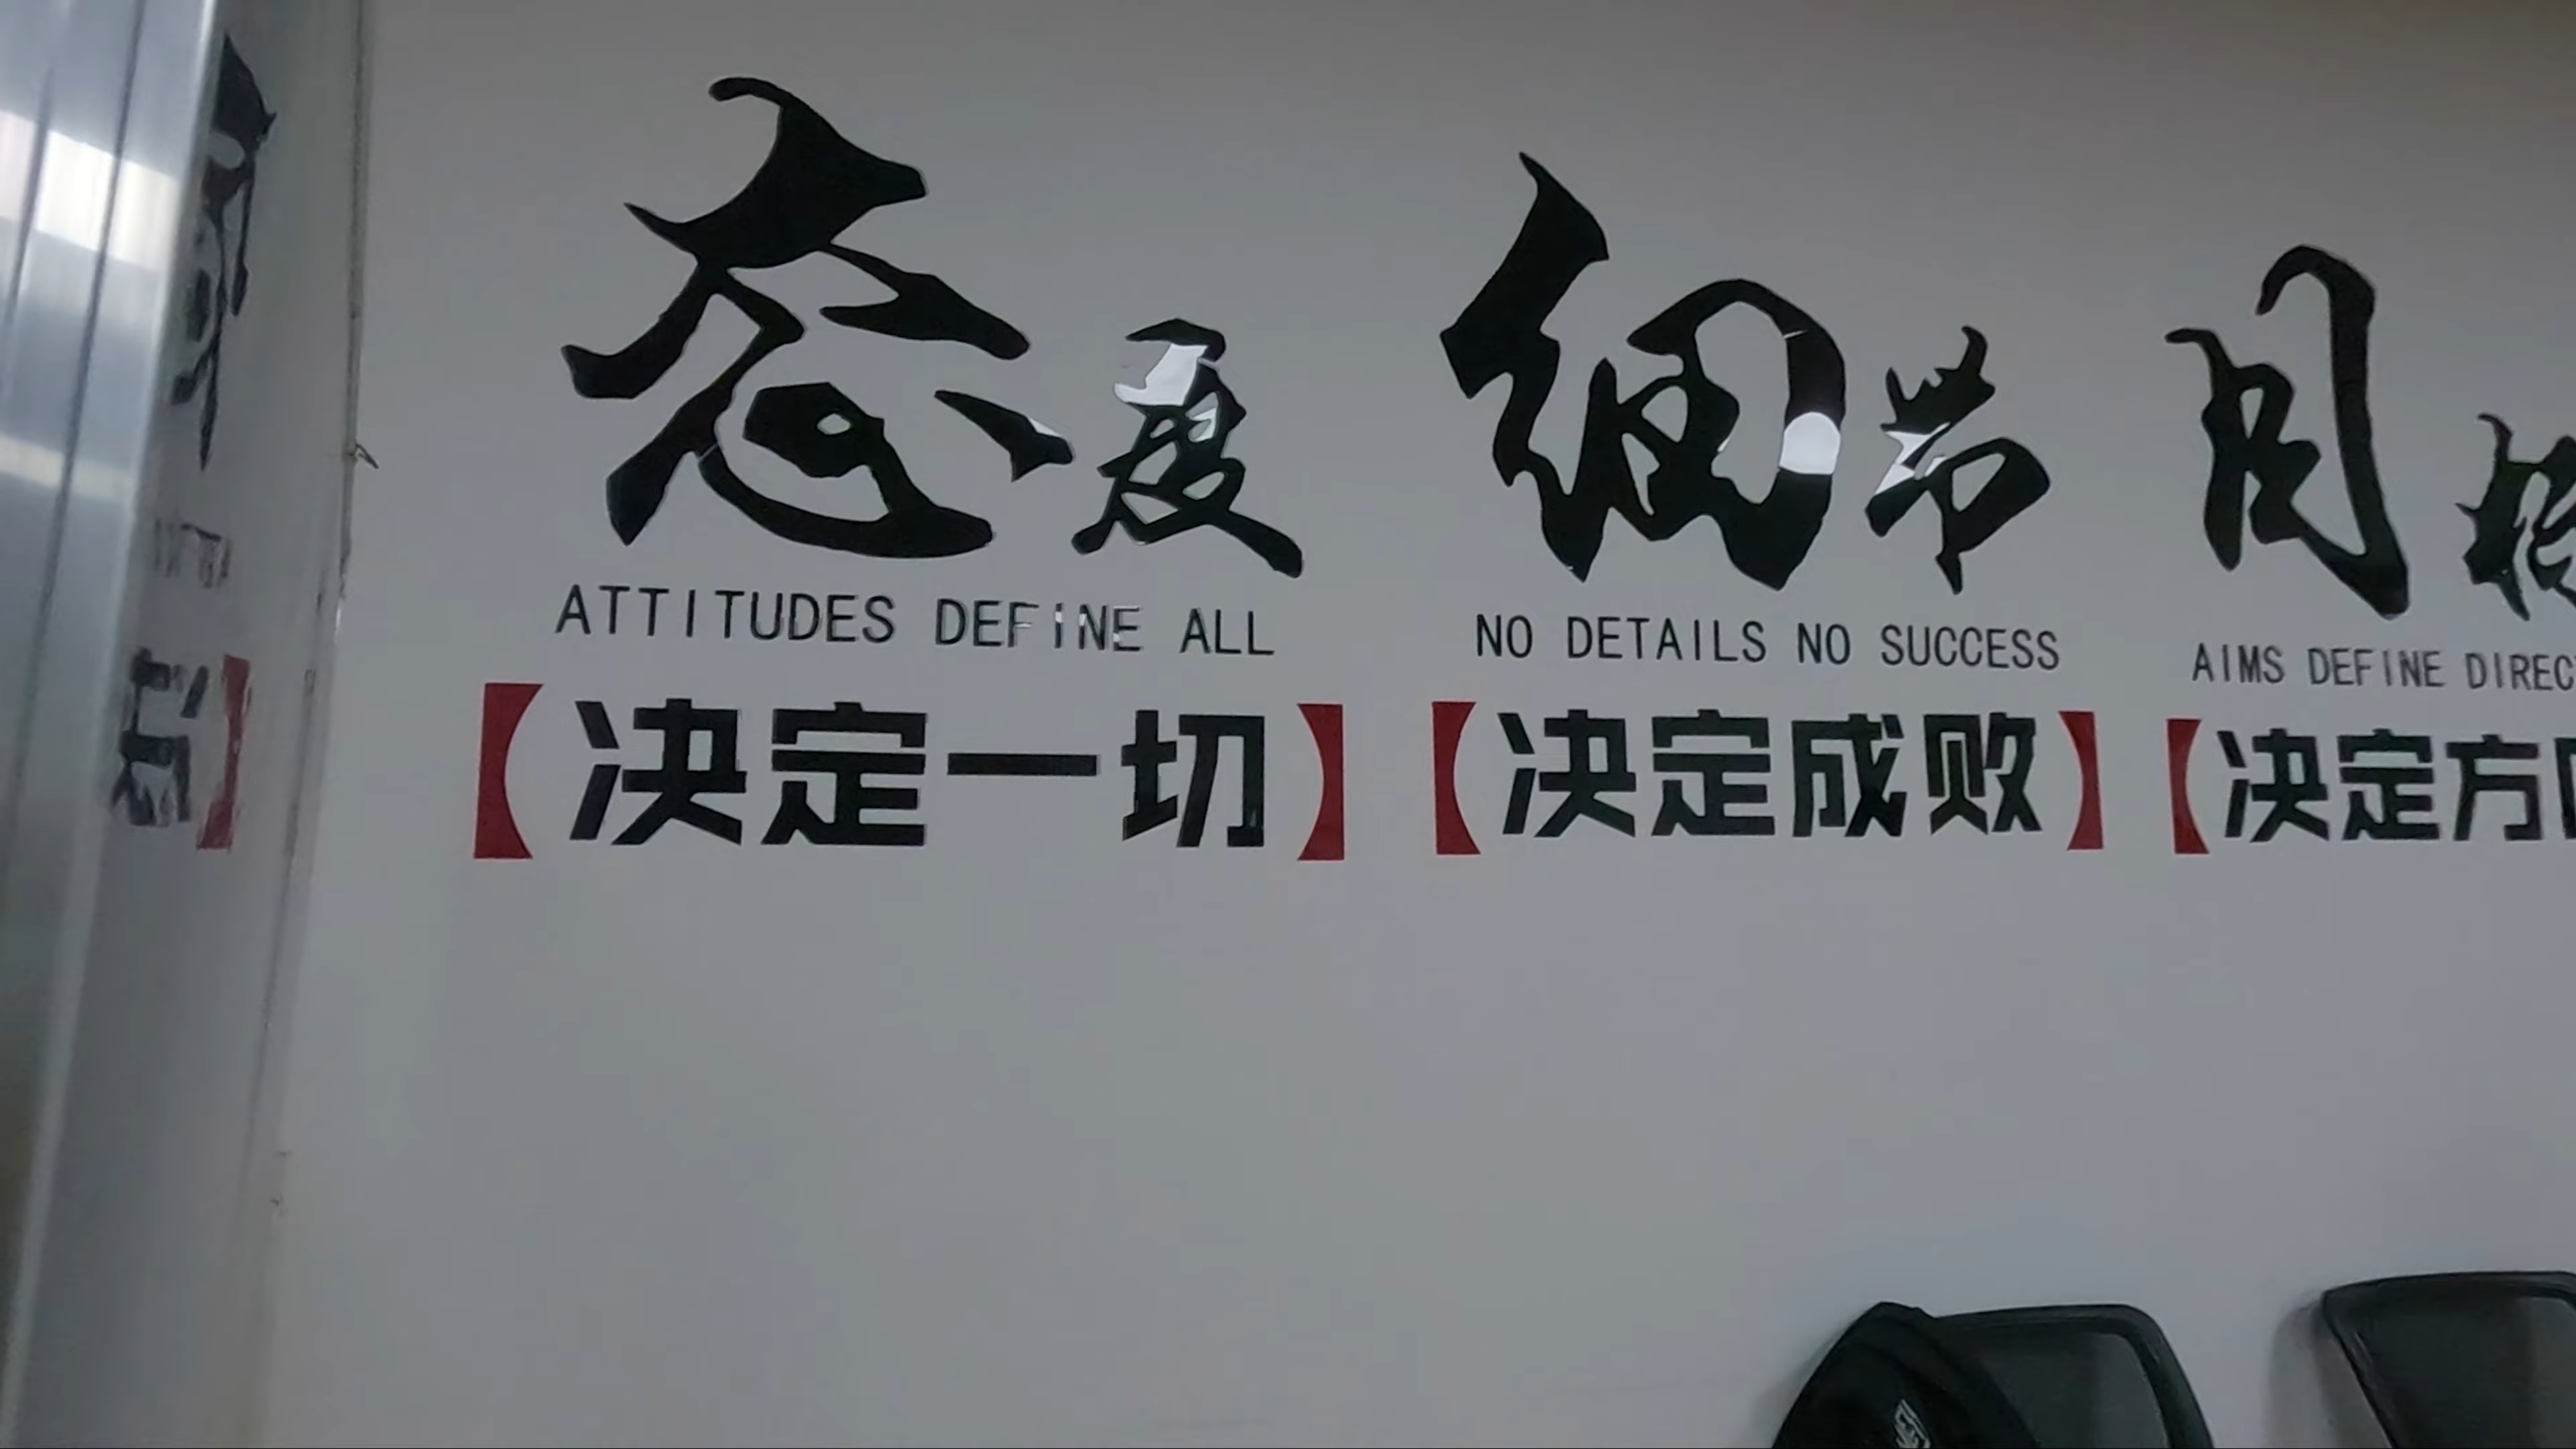 态度
ATTITUDES DEFINE ALL
【决定一切】
细节
NO DETAILS NO SUCCESS
【决定成败】
目
AIMS DEFINE DIREC
【决定方